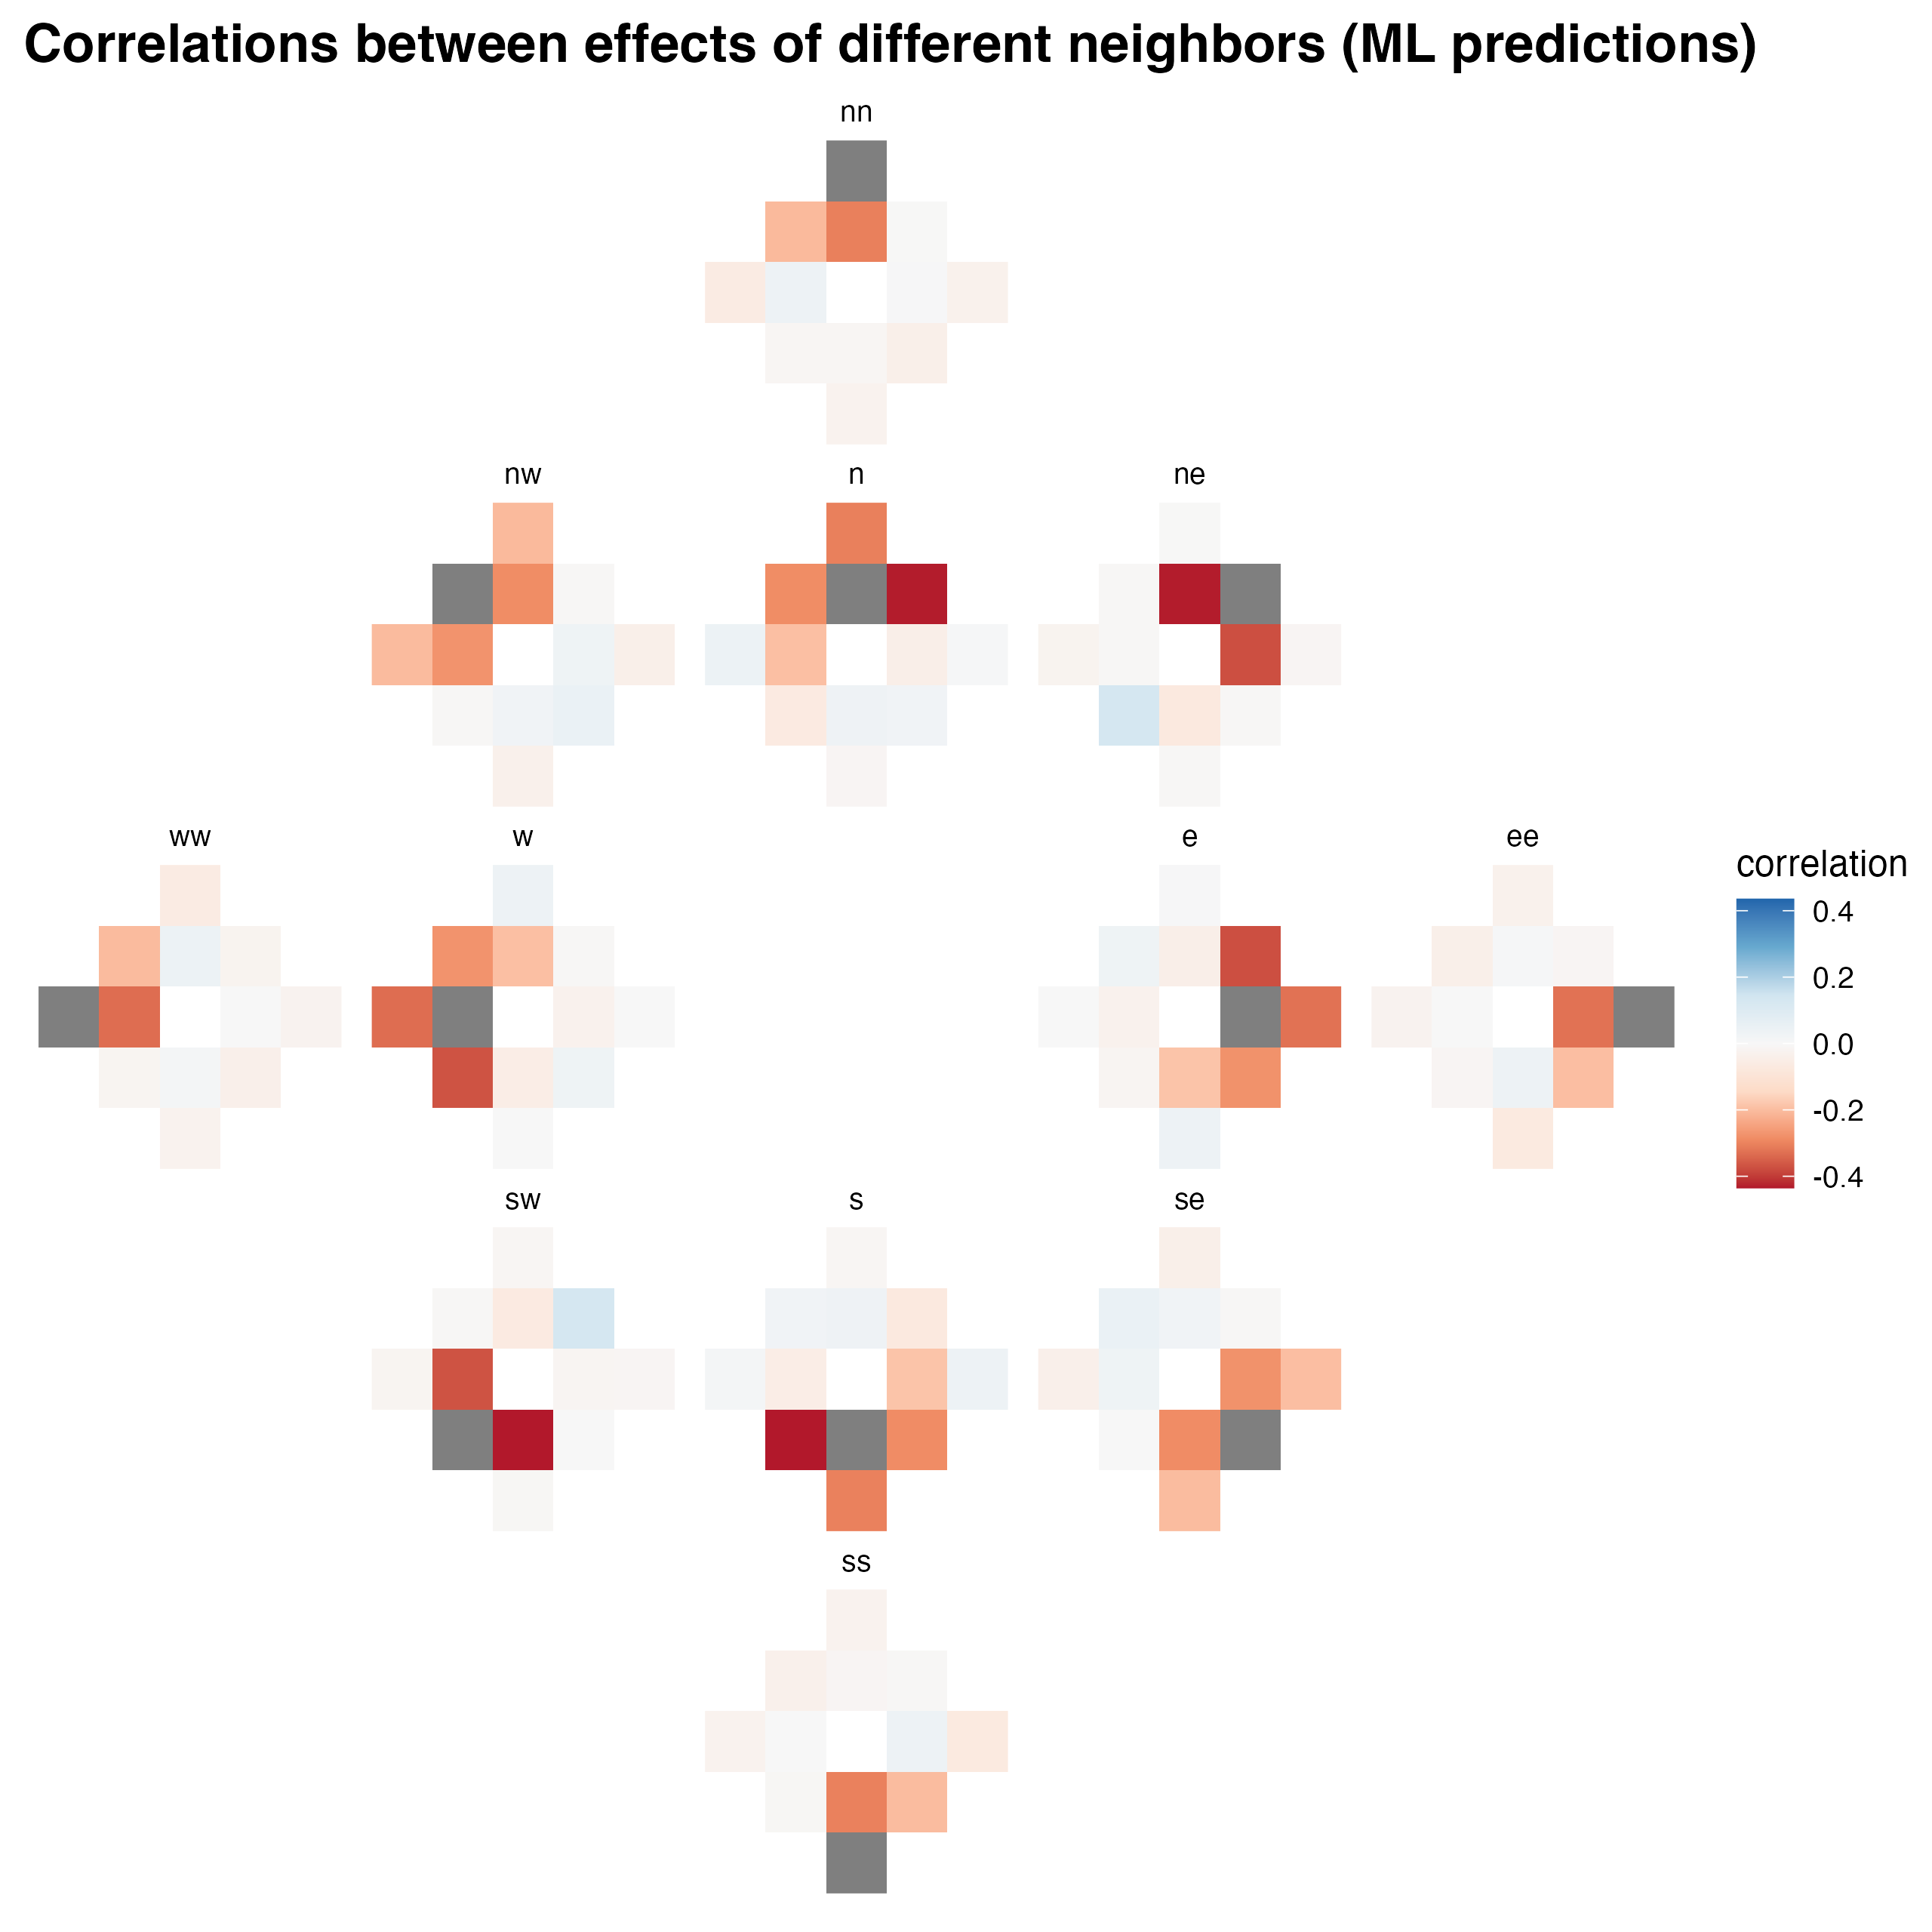 Correlations between effects of different neighbors (ML predictions)
nn
nw n ne
ww w e ee
correlation
0.4
0.2
0.0
-0.2
-0.4
sw s se
ss